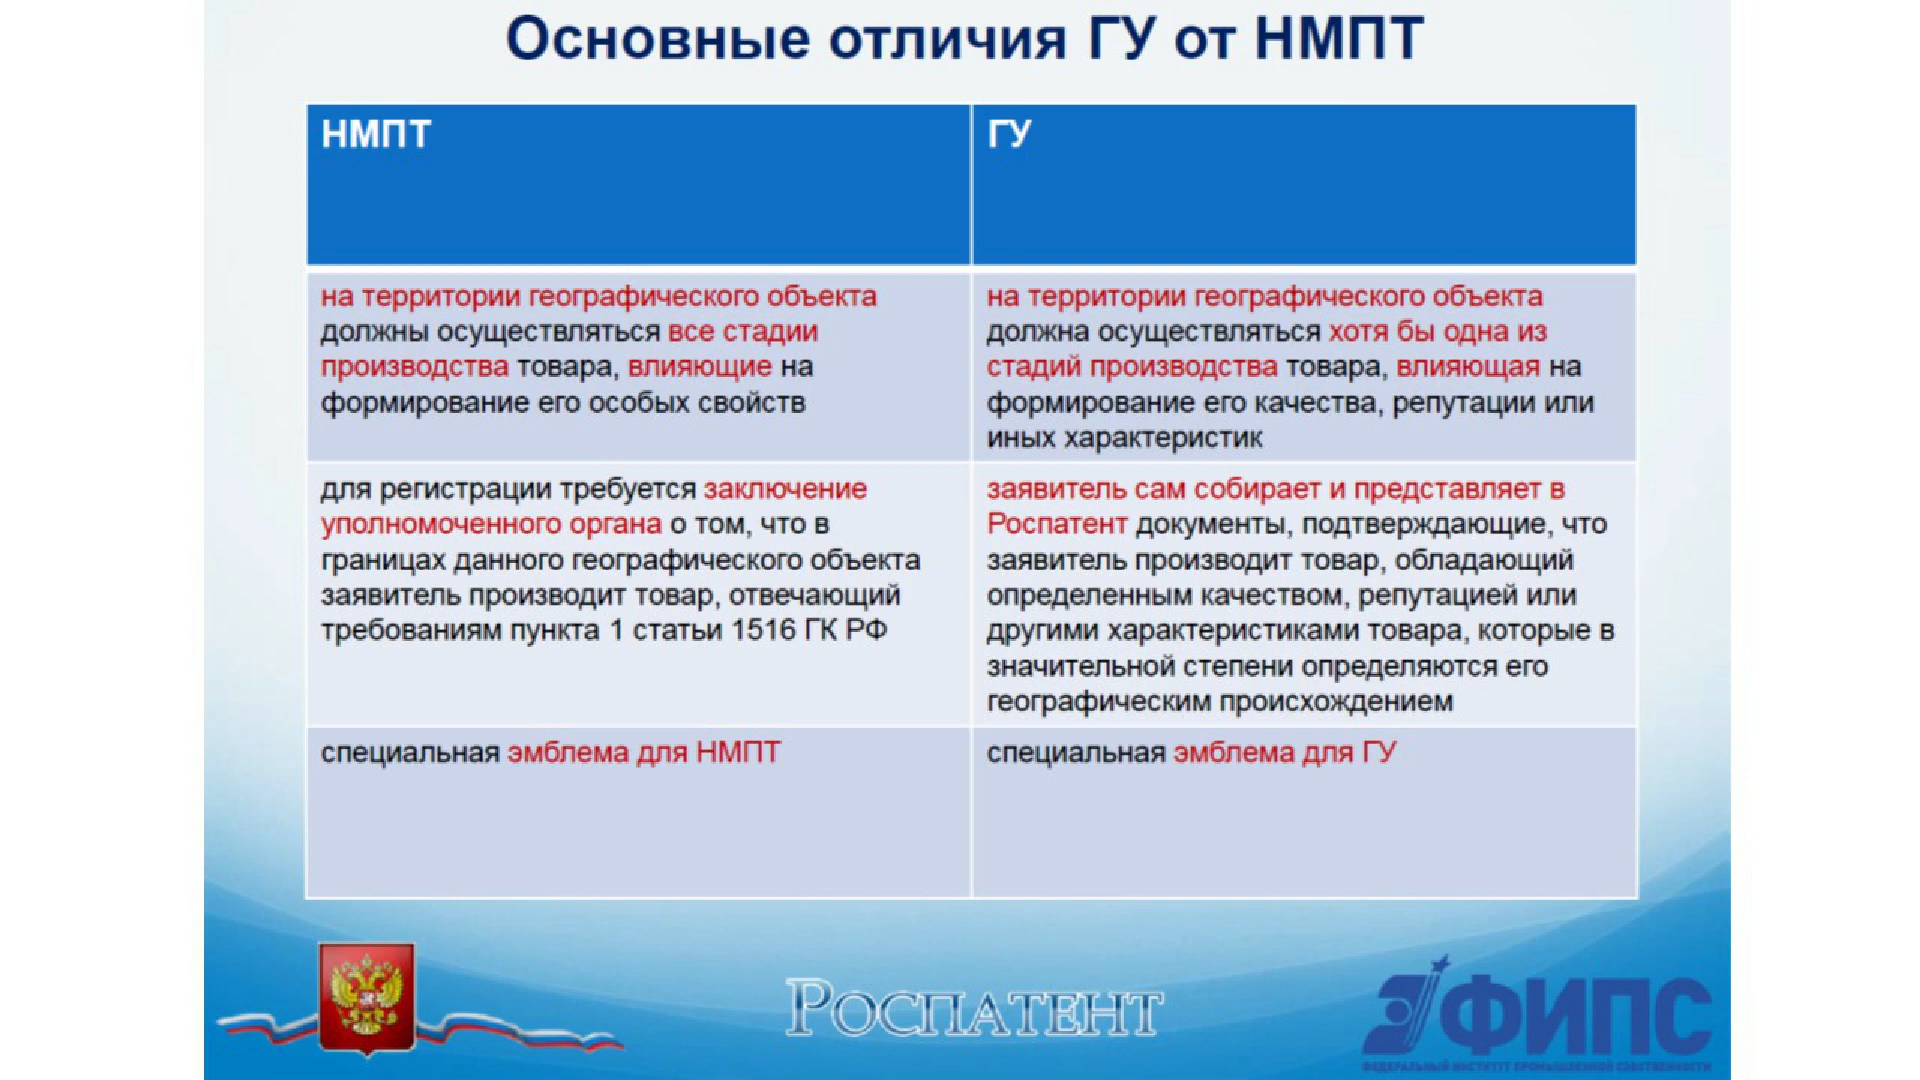 Основные отличия ГУ от НМПТ
НМПТ
ГУ
на территории географического объекта
должны осуществляться все стадии
производства товара, влияющие на
формирование его особых свойств
на территории географического объекта
должна осуществляться хотя бы одна из
стадий производства товара, влияющая на
формирование его качества, репутации или
иных характеристик
для регистрации требуется заключение
уполномоченного органа о том, что в
границах данного географического объекта
заявитель производит товар, отвечающий
требованиям пункта 1 статьи 1516 ГК РФ
заявитель сам собирает и представляет в
Роспатент документы, подтверждающие, что
заявитель производит товар, обладающий
определенным качеством, репутацией или
другими характеристиками товара, которые в
значительной степени определяются его
географическим происхождением
специальная эмблема для НМПТ
специальная эмблема для ГУ
РОСПАТЕНТ
ФИПС
ФЕДЕРАЛЬНЫЙ ИНСТИТУТ ПРОМЫШЛЕННОЙ СОБСТВЕННОСТИ